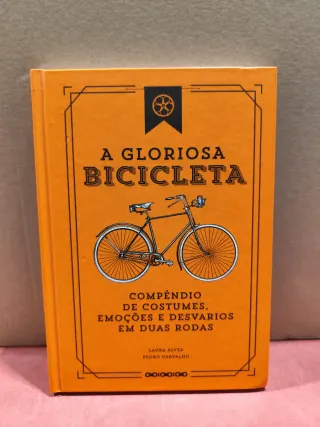 A GLORIOSA
BICICLETA
COMPÊNDIO
DE COSTUMES,
EMOÇÕES E DESVARIOS
EM DUAS RODAS
LAURA ALVES
PEDRO CARVALHO